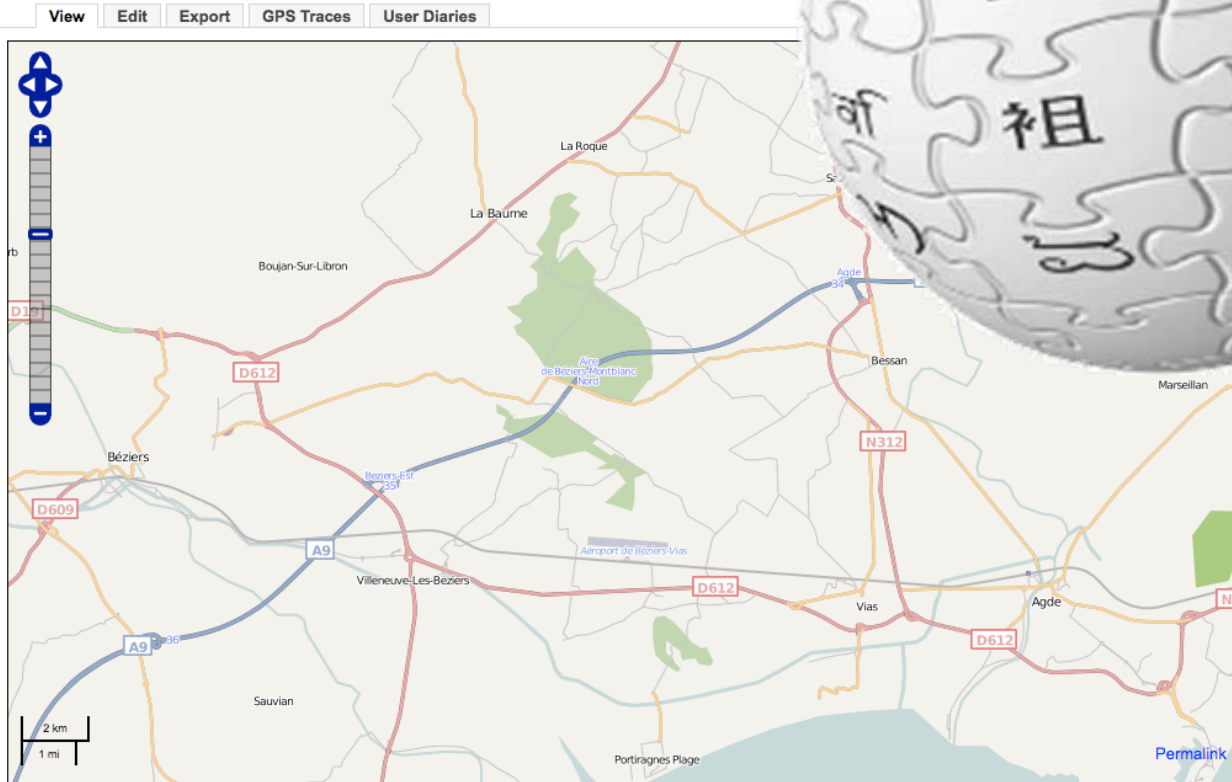 View Edit Export GPS Traces User Diaries
祖
La Roque
La Baume
Boujan-Sur-Libron
Agde
34
D612
Aire
de Béziers-Montblanc
Nord
Bessan
Marseillan
N312
Béziers
Beziers-Est
35
D609
A9
Aéroport de Béziers-Vias
Villeneuve-Les-Beziers
D612
Vias
Agde
D612
A9
36
Sauvian
2 km
1 mi
Portiragnes Plage
Permalink